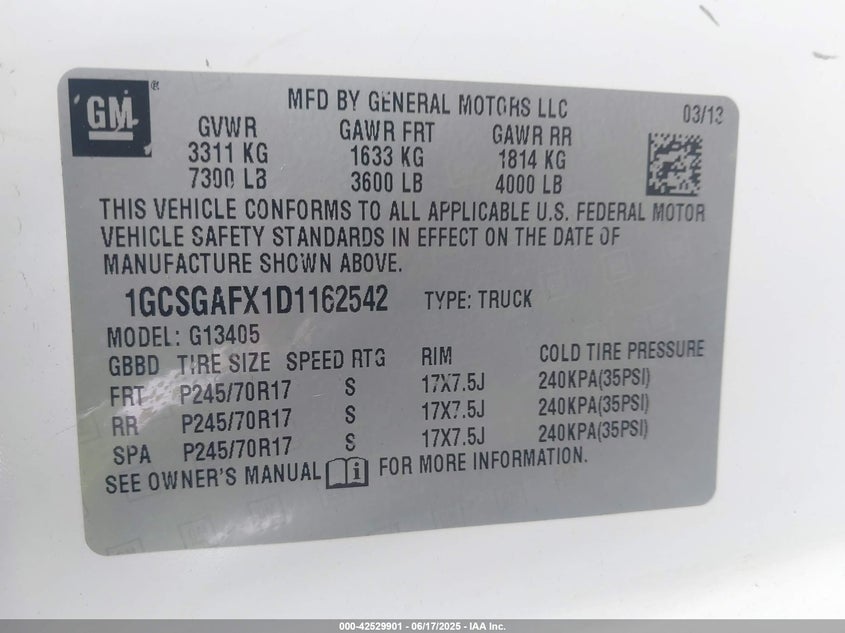 GM ®
MFD BY GENERAL MOTORS LLC 03/13
GVWR GAWR FRT GAWR RR
3311 KG 1633 KG 1814 KG
7300 LB 3600 LB 4000 LB
THIS VEHICLE CONFORMS TO ALL APPLICABLE U.S. FEDERAL MOTOR
VEHICLE SAFETY STANDARDS IN EFFECT ON THE DATE OF
MANUFACTURE SHOWN ABOVE.
1GCSGAFX1D1162542 TYPE: TRUCK
MODEL: G13405
GBBD TIRE SIZE SPEED RTG RIM COLD TIRE PRESSURE
FRT P245/70R17 S 17X7.5J 240KPA(35PSI)
RR P245/70R17 S 17X7.5J 240KPA(35PSI)
SPA P245/70R17 S 17X7.5J 240KPA(35PSI)
SEE OWNER'S MANUAL i FOR MORE INFORMATION.
000-42529901 - 06/17/2025 - IAA Inc.